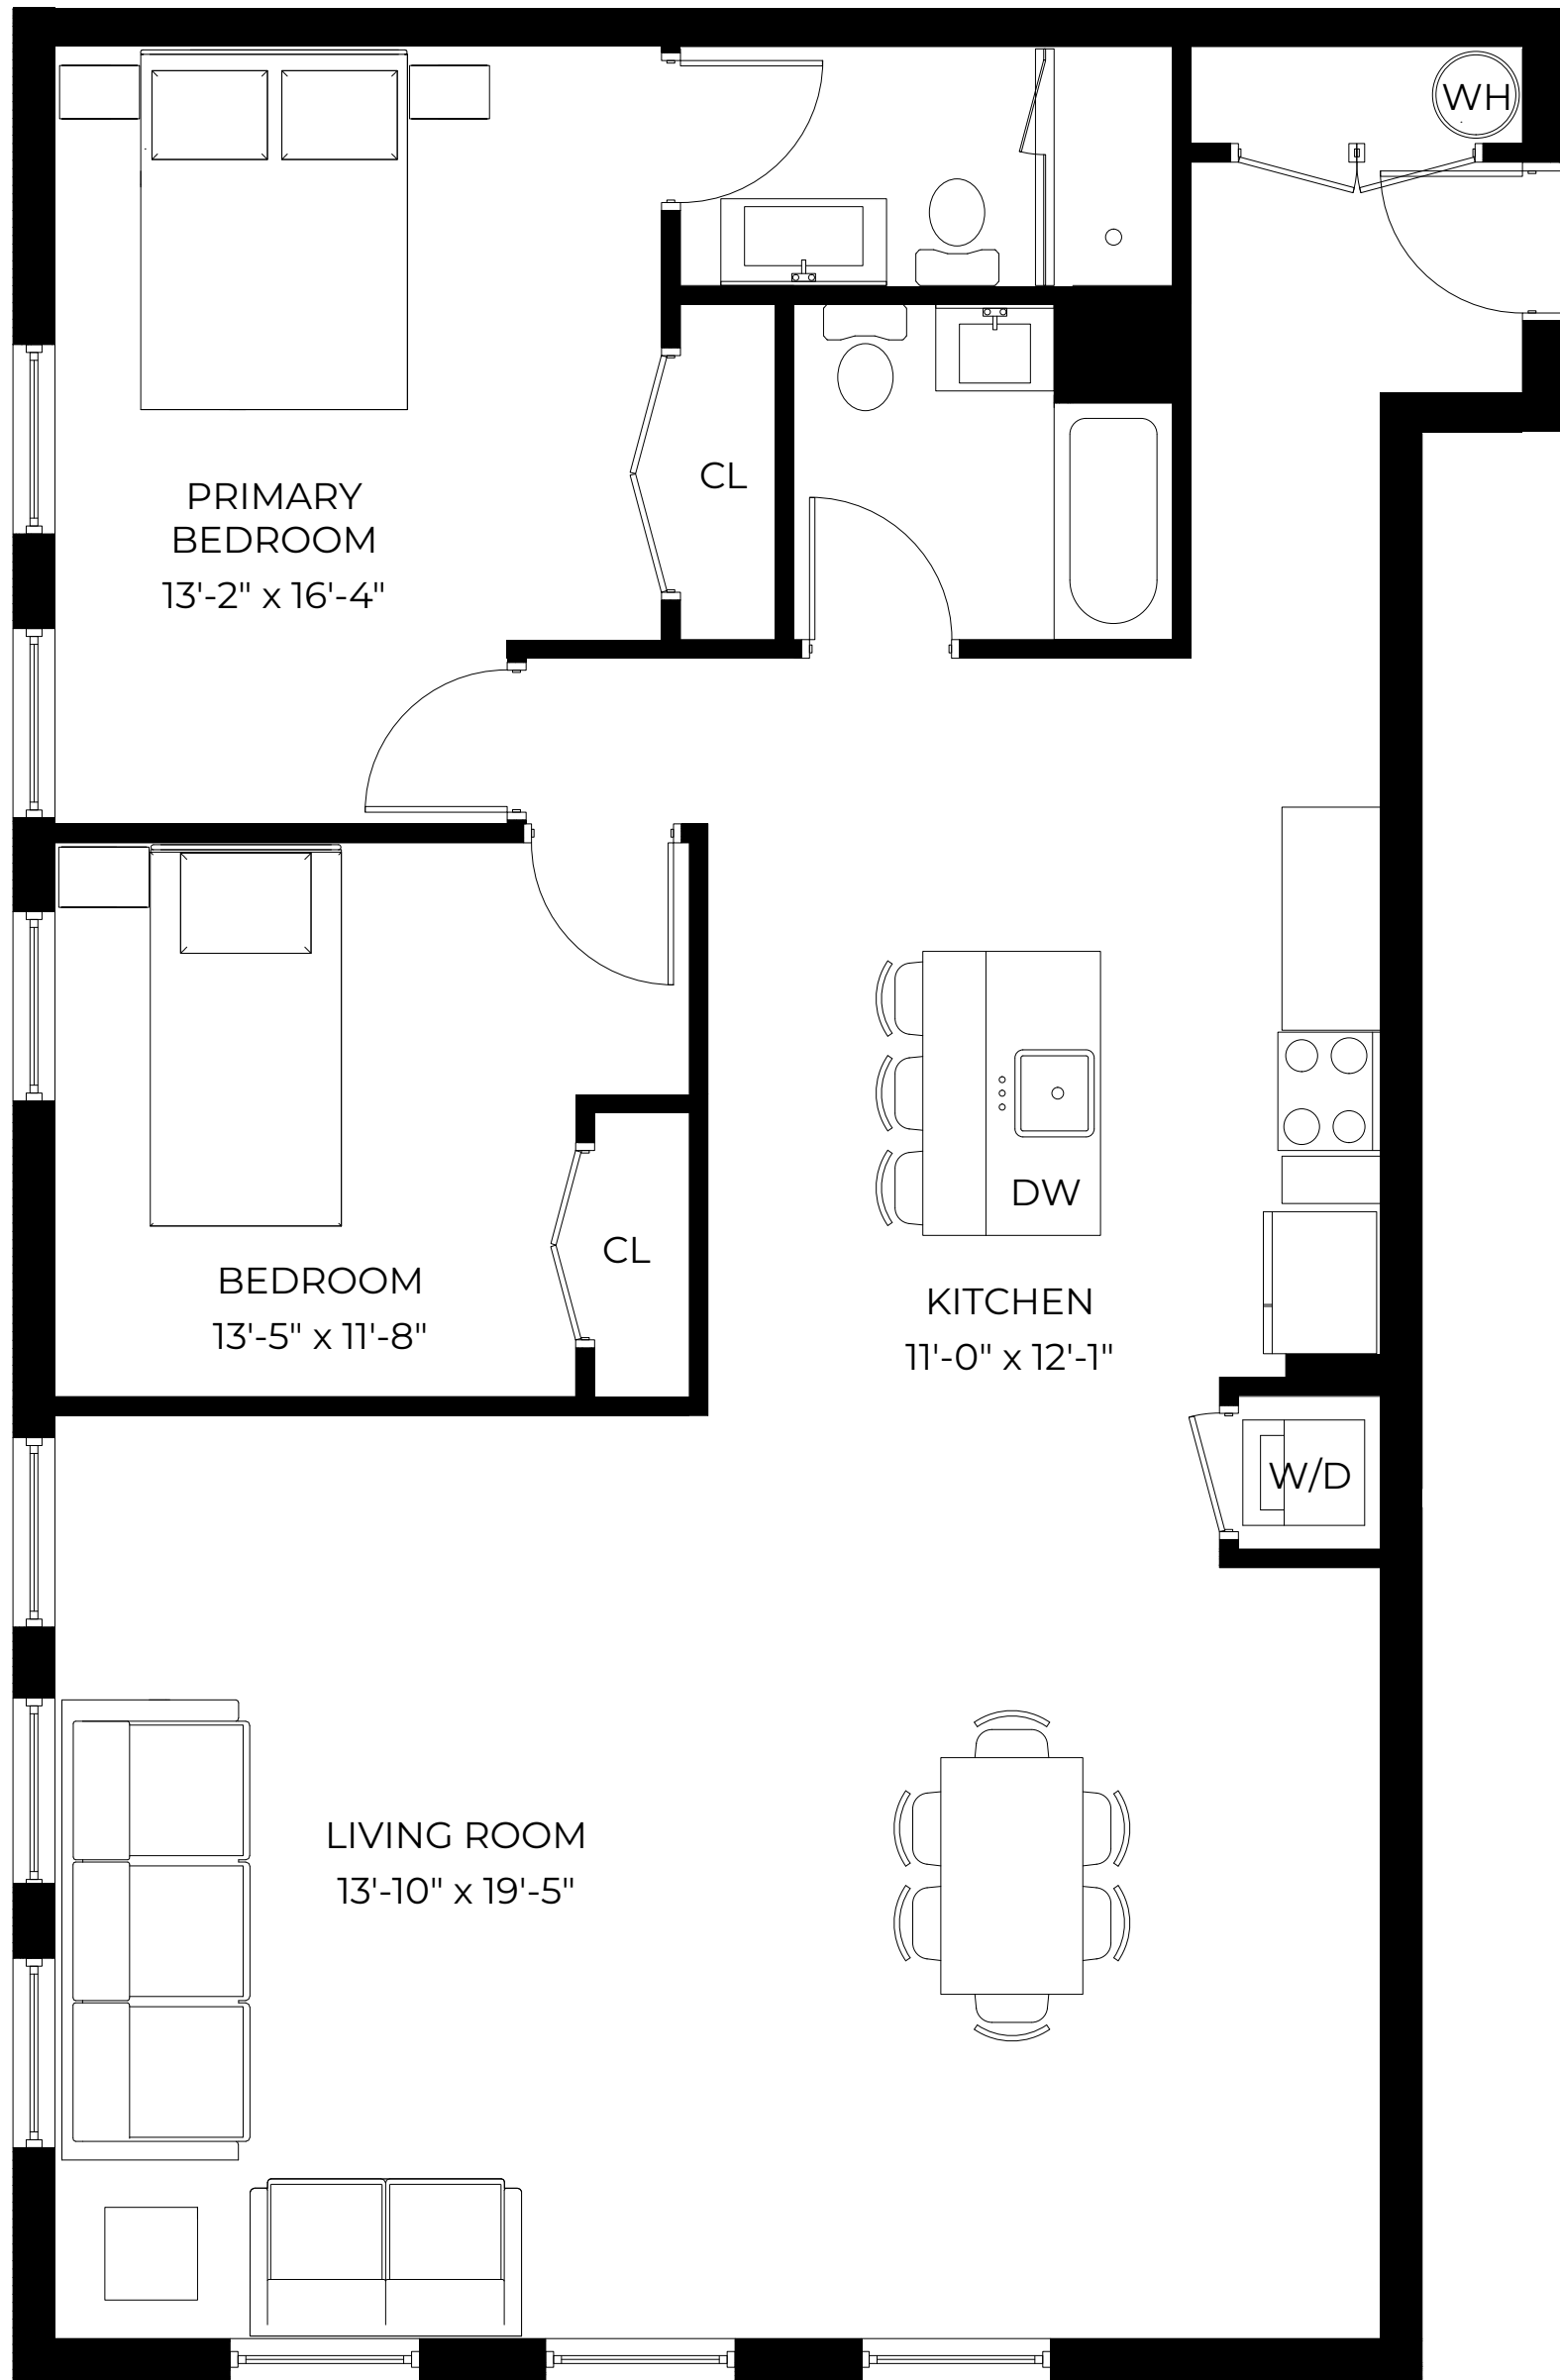 WH
CL
PRIMARY
BEDROOM
13'-2" x 16'-4"
DW
CL
BEDROOM
13'-5" x 11'-8"
KITCHEN
11'-0" x 12'-1"
W/D
LIVING ROOM
13'-10" x 19'-5"